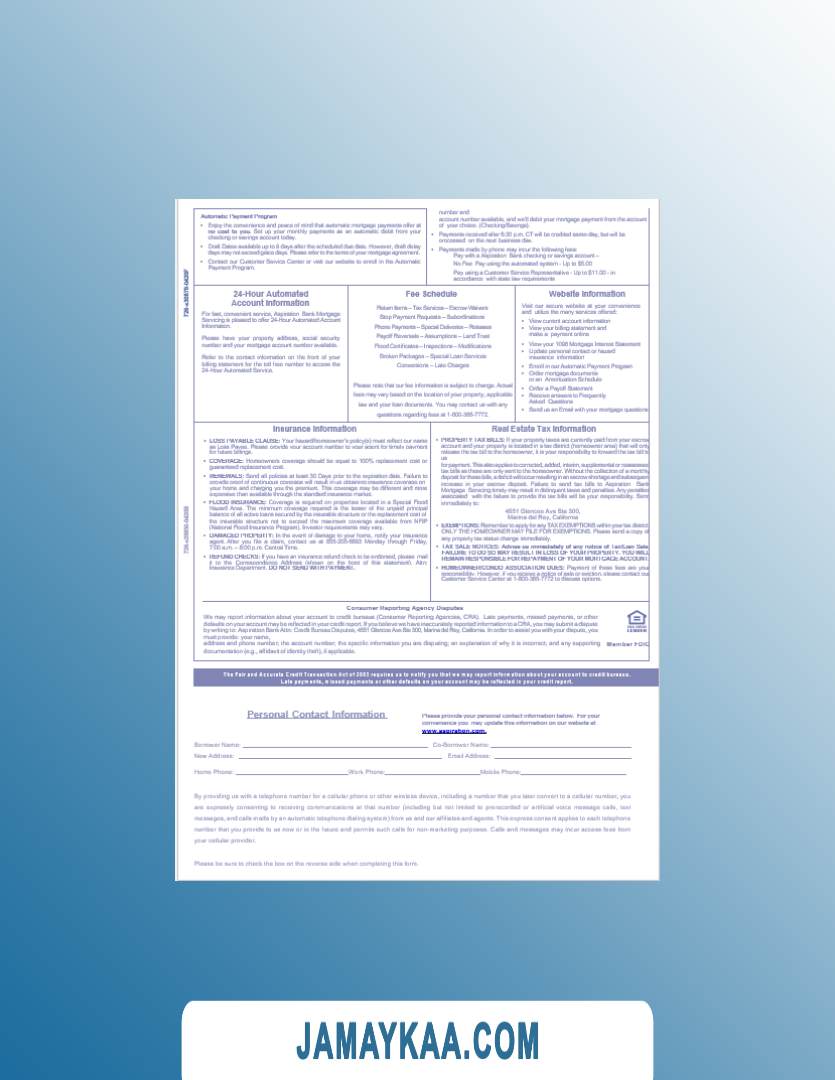 Automatic Payment Program
• Enjoy the convenience and peace of mind that automatic mortgage payments offer at
no cost to you. Set up your monthly payments as an automatic debit from your
checking or savings account today.
• Draft Dates available up to 8 days after the scheduled due date. However, draft delay
days may not exceed grace days. Please refer to the terms of your mortgage agreement.
• Contact our Customer Service Center or visit our website to enroll in the Automatic
Payment Program.
number and
account number available, and we'll debit your mortgage payment from the account
of your choice. (Checking/Savings).
• Payments received after 6:30 p.m. CT will be credited same day, but will be
processed on the next business day.
• Payments made by phone may incur the following fees:
Pay with a Aspiration Bank checking or savings account –
No Fee Pay using the automated system - Up to $6.00
Pay using a Customer Service Representative - Up to $11.00 - in
accordance with state law requirements
24-Hour Automated
Account Information
For fast, convenient service, Aspiration Bank Mortgage
Servicing is pleased to offer 24-Hour Automated Account
Information.
Please have your property address, social security
number and your mortgage account number available.
Refer to the contact information on the front of your
billing statement for the toll free number to access the
24-Hour Automated Service.
Fee Schedule
Return Items – Tax Services – Escrow Waivers
Stop Payment Requests – Subordinations
Phone Payments – Special Deliveries – Releases
Payoff Reversals – Assumptions – Land Trust
Flood Certificates – Inspections – Modifications
Broken Packages – Special Loan Services
Conversions – Late Charges
Please note that our fee information is subject to change. Actual
fees may vary based on the location of your property, applicable
law and your loan documents. You may contact us with any
questions regarding fees at 1-800-385-7772.
Website Information
Visit our secure website at your convenience
and utilize the many services offered:
• View current account information
• View your billing statement and
make a payment online
• View your 1098 Mortgage Interest Statement
• Update personal contact or hazard
insurance information
• Enroll in our Automatic Payment Program
• Order mortgage documents
or an Amortization Schedule
• Order a Payoff Statement
• Receive answers to Frequently
Asked Questions
• Send us an Email with your mortgage questions
Insurance Information
• LOSS PAYABLE CLAUSE: Your hazard/homeowner's policy(s) must reflect our name
as Loss Payee. Please provide your account number to your agent for timely payment
for future billings.
• COVERAGE: Homeowners coverage should be equal to 100% replacement cost or
guaranteed replacement cost.
• RENEWALS: Send all policies at least 30 Days prior to the expiration date. Failure to
provide proof of continuous coverage will result in us obtaining insurance coverage on
your home and charging you the premium. This coverage may be different and more
expensive than available through the standard insurance market.
• FLOOD INSURANCE: Coverage is required on properties located in a Special Flood
Hazard Area. The minimum coverage required is the lesser of the unpaid principal
balance of all active loans secured by the insurable structure or the replacement cost of
the insurable structure not to exceed the maximum coverage available from NFIP
(National Flood Insurance Program). Investor requirements may vary.
• DAMAGED PROPERTY: In the event of damage to your home, notify your insurance
agent. After you file a claim, contact us at Monday through Friday,
7:00 a.m. – 8:00 p.m. Central Time.
• REFUND CHECKS: If you have an insurance refund check to be endorsed, please mail
it to the Correspondence Address (shown on the front of this statement). Attn:
Insurance Department. DO NOT SEND WITH PAYMENT.
Real Estate Tax Information
• PROPERTY TAX BILLS: If your property taxes are currently paid from your escrow
account and your property is located in a tax district (homeowner area) that will only
release the tax bill to the homeowner, it is your responsibility to forward the tax bill to
us
for payment. This also applies to corrected, added, interim, supplemental or reassessed
tax bills as these are only sent to the homeowner. Without the collection of a monthly
deposit for these bills, a debit will occur resulting in an escrow shortage and subsequent
increase in your escrow deposit. Failure to send tax bills to Aspiration Bank
Mortgage Servicing timely may result in delinquent taxes and penalties. Any penalties
associated with the failure to provide the tax bill will be your responsibility. Send
immediately to:
4551 Glencoe Ave Ste 300,
Marina del Rey, California
• EXEMPTIONS: Remember to apply for any TAX EXEMPTIONS within your tax district.
ONLY THE HOMEOWNER MAY FILE FOR EXEMPTIONS. Please send a copy of
any property tax status change immediately.
• TAX SALE NOTICES: Advise us immediately of any notice of Tax/Loan Sale.
FAILURE TO DO SO MAY RESULT IN LOSS OF YOUR PROPERTY. YOU WILL
REMAIN RESPONSIBLE FOR REPAYMENT OF YOUR MORTGAGE ACCOUNT.
• HOMEOWNER/CONDO ASSOCIATION DUES: Payment of these fees are your
responsibility. However, if you receive a notice of sale or eviction, please contact our
Customer Service Center at 1-800-385-7772 to discuss options.
Consumer Reporting Agency Disputes
We may report information about your account to credit bureaus (Consumer Reporting Agencies, CRA). Late payments, missed payments, or other
defaults on your account may be reflected in your credit report. If you believe we have inaccurately reported information to a CRA, you may submit a dispute
by writing to: Aspiration Bank Attn: Credit Bureau Disputes, 4551 Glencoe Ave Ste 300, Marina del Rey, California. In order to assist you with your dispute, you
must provide: your name,
address and phone number; the account number; the specific information you are disputing; an explanation of why it is incorrect; and any supporting
documentation (e.g., affidavit of identity theft), if applicable.
Member FDIC
The Fair and Accurate Credit Transaction Act of 2003 requires us to notify you that we may report information about your account to credit bureaus.
Late payments, missed payments or other defaults on your account may be reflected in your credit report.
Personal Contact Information
Please provide your personal contact information below. For your
convenience you may update this information on our website at
www.aspiration.com.
Borrower Name: Co-Borrower Name:
New Address: Email Address:
Home Phone: Work Phone: Mobile Phone:
By providing us with a telephone number for a cellular phone or other wireless device, including a number that you later convert to a cellular number, you
are expressly consenting to receiving communications at that number (including but not limited to prerecorded or artificial voice message calls, text
messages, and calls made by an automatic telephone dialing system) from us and our affiliates and agents. This express consent applies to each telephone
number that you provide to us now or in the future and permits such calls for non-marketing purposes. Calls and messages may incur access fees from
your cellular provider.
Please be sure to check the box on the reverse side when completing this form.
JAMAYKAA.COM